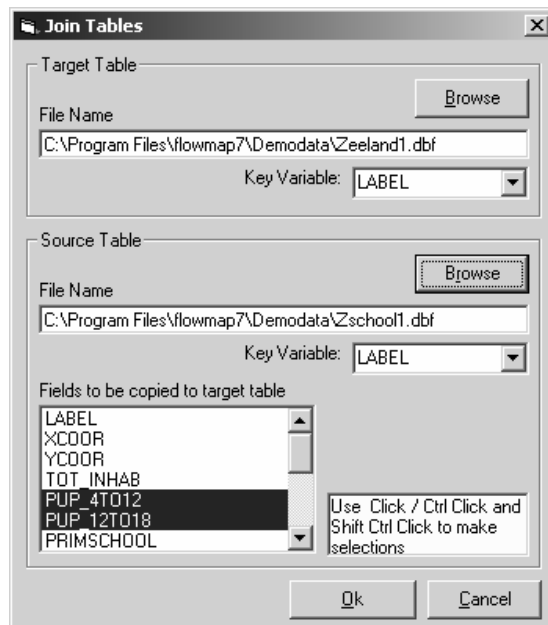 Join Tables
Target Table
Browse
File Name
C:\Program Files\flowmap7\Demodata\Zeeland1.dbf
Key Variable: LABEL
Source Table
Browse
File Name
C:\Program Files\flowmap7\Demodata\Zschool1.dbf
Key Variable: LABEL
Fields to be copied to target table
LABEL
XCOOR
YCOOR
TOT_INHAB
PUP_4TO12
PUP_12TO18
PRIMSCHOOL
Use Click / Ctrl Click and
Shift Ctrl Click to make
selections
Ok Cancel